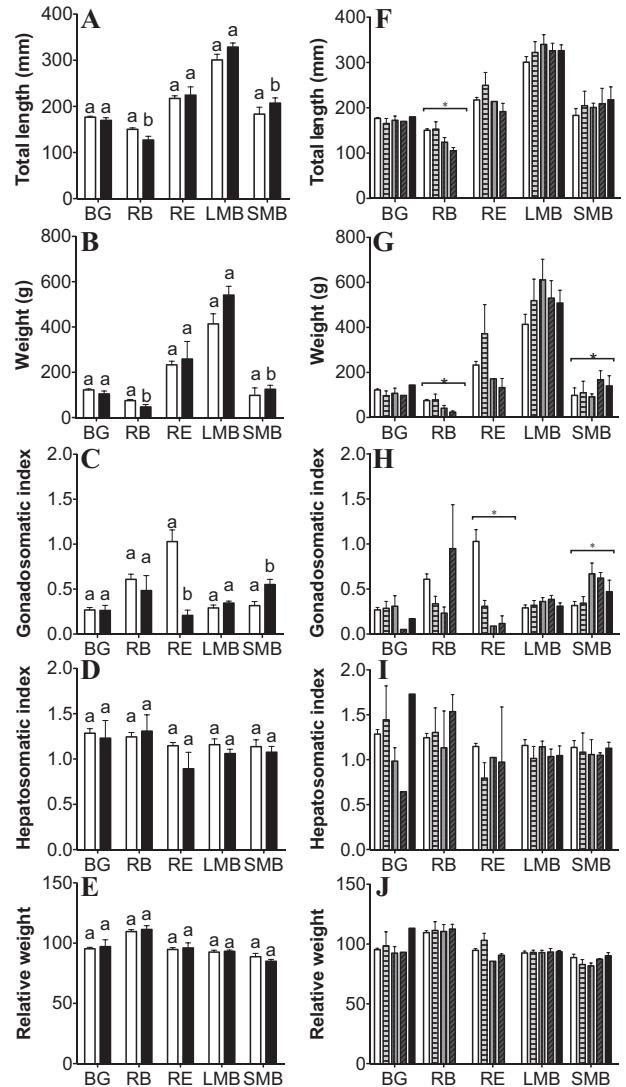 A
Total length (mm)
400
300
200
100
0
a a a b a a a a a b
BG RB RE LMB SMB
B
Weight (g)
800
600
400
200
0
a a a b a a a a a b
BG RB RE LMB SMB
C
Gonadosomatic index
2.0
1.5
1.0
0.5
0.0
a a a a a b a a a b
BG RB RE LMB SMB
D
Hepatosomatic index
2.0
1.5
1.0
0.5
0.0
a a a a a a a a a a
BG RB RE LMB SMB
E
Relative weight
150
100
50
0
a a a a a a a a a a
BG RB RE LMB SMB
F
Total length (mm)
400
300
200
100
0
*
BG RB RE LMB SMB
G
Weight (g)
800
600
400
200
0
* *
BG RB RE LMB SMB
H
Gonadosomatic index
2.0
1.5
1.0
0.5
0.0
* *
BG RB RE LMB SMB
I
Hepatosomatic index
2.0
1.5
1.0
0.5
0.0
BG RB RE LMB SMB
J
Relative weight
150
100
50
0
BG RB RE LMB SMB